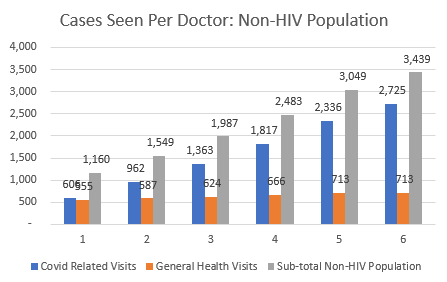 Cases Seen Per Doctor: Non-HIV Population
4,000
3,500
3,000
2,500
2,000
1,500
1,000
500
-
606 555 1,160
962 587 1,549
1,363 624 1,987
1,817 666 2,483
2,336 713 3,049
2,725 713 3,439
1 2 3 4 5 6
Covid Related Visits General Health Visits Sub-total Non-HIV Population